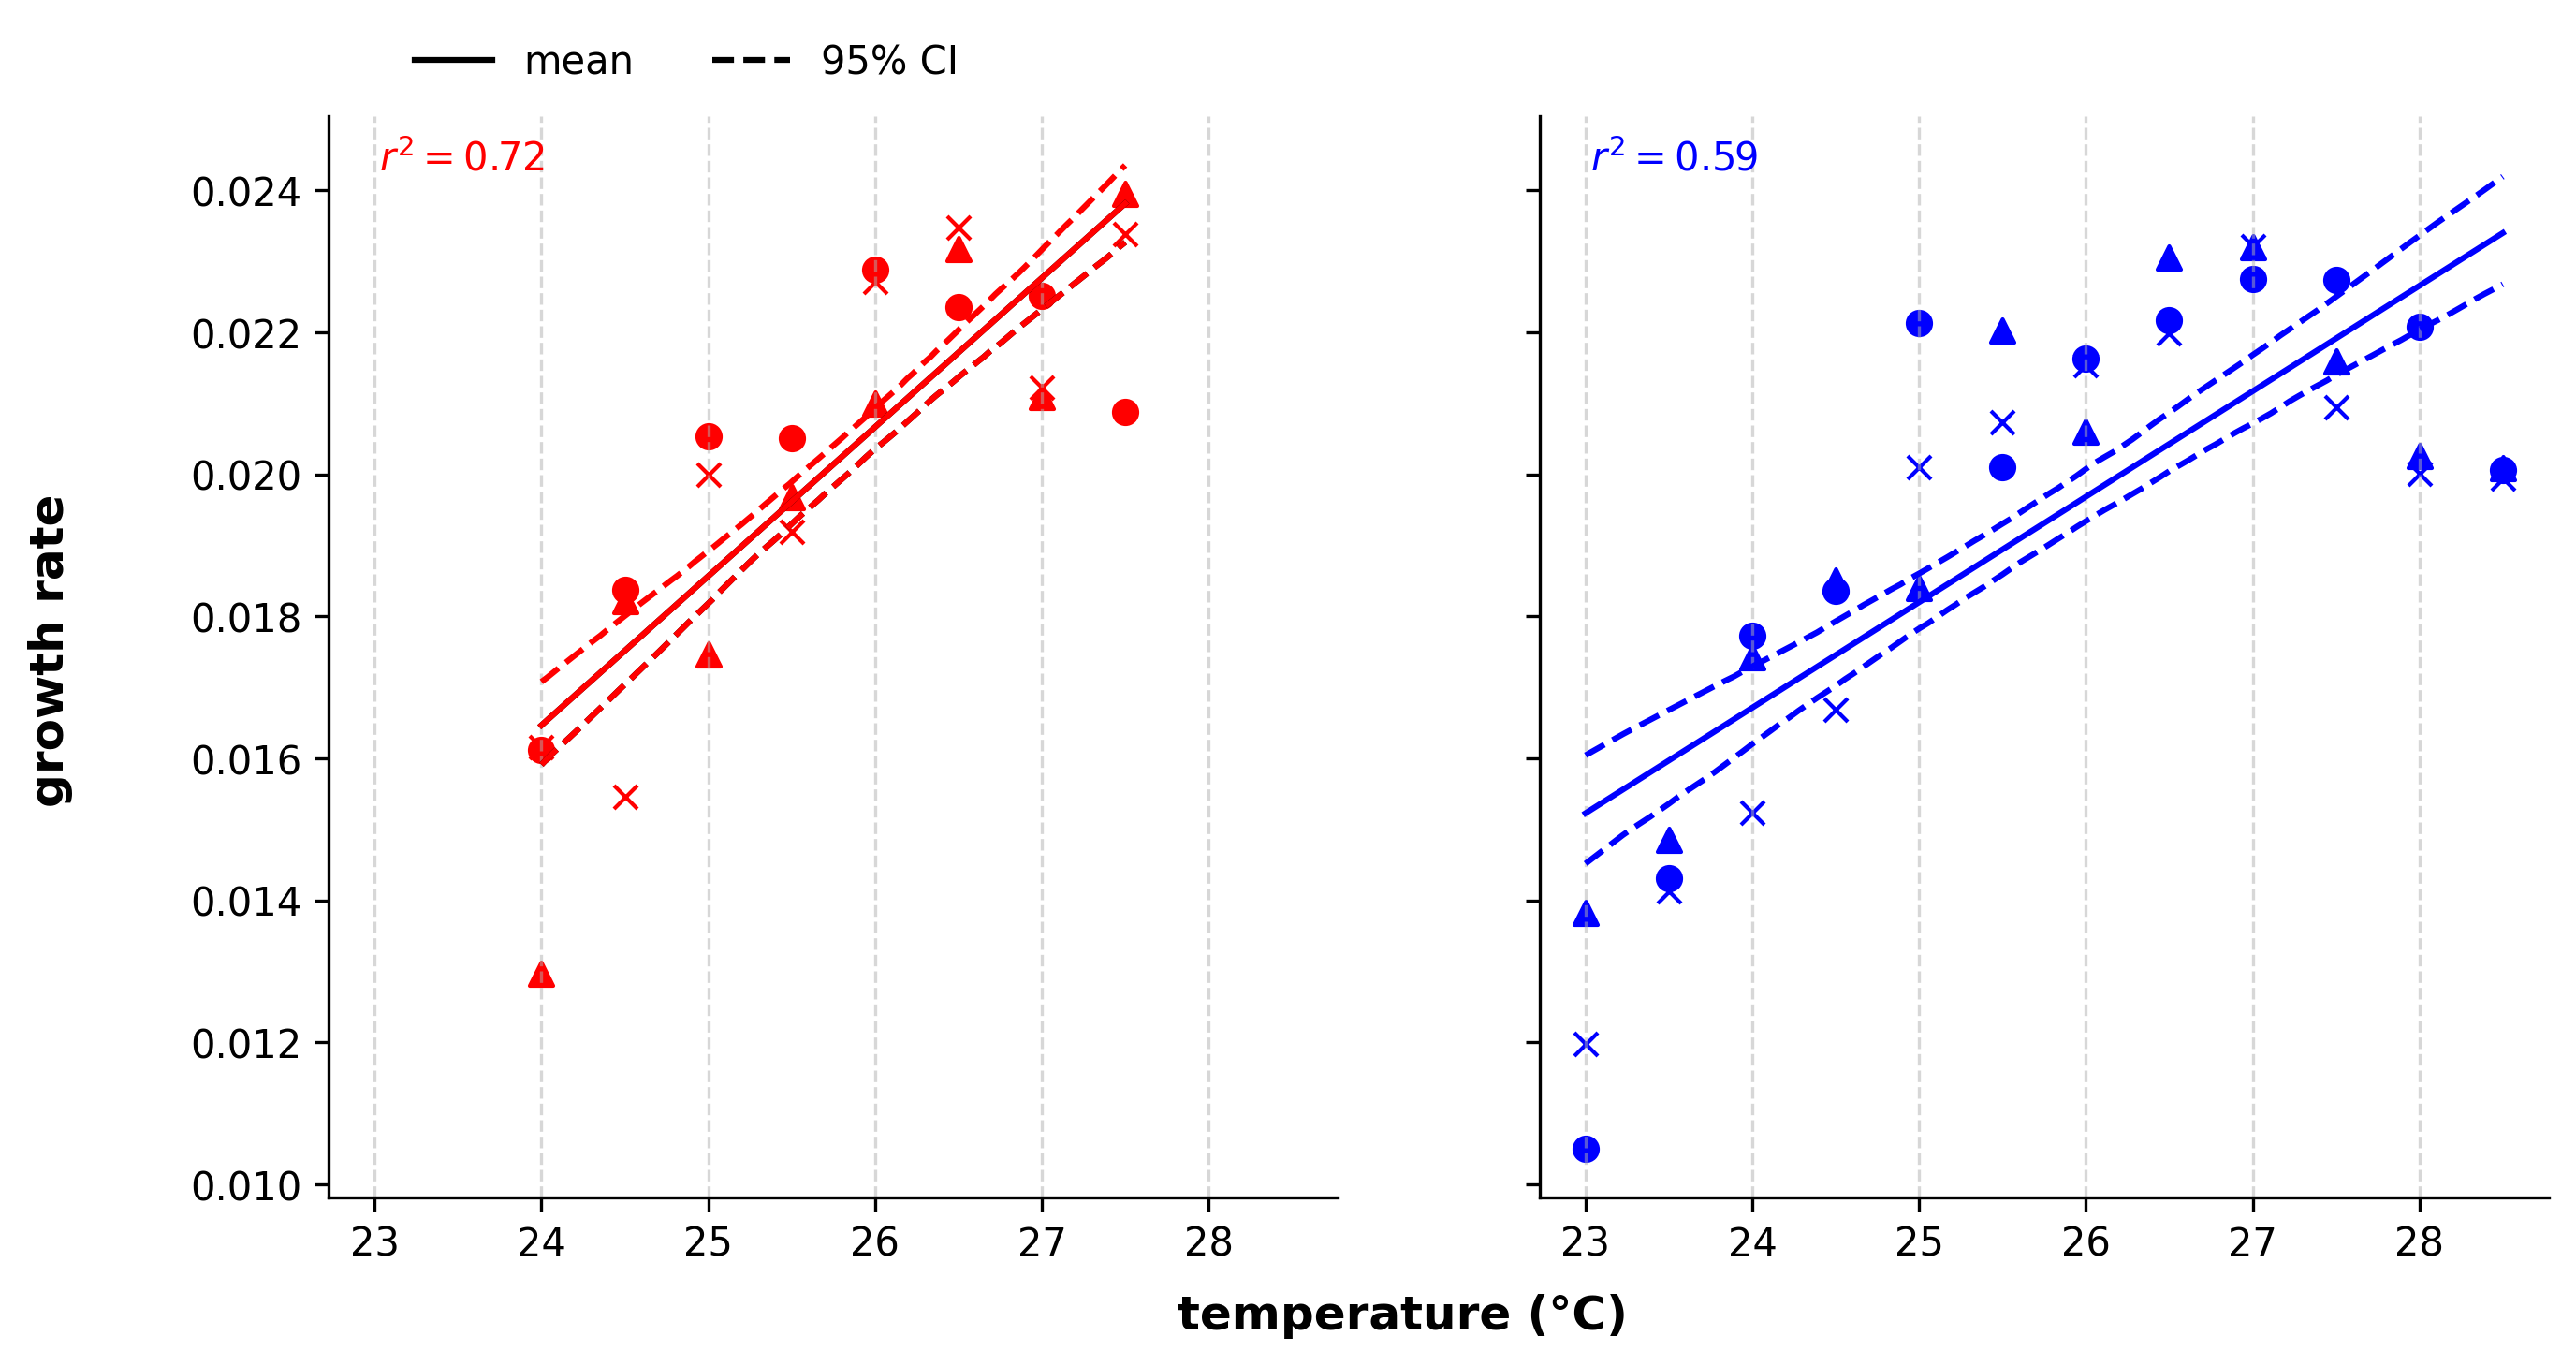 mean 95% CI
r² = 0.72
r² = 0.59
growth rate
0.024
0.022
0.020
0.018
0.016
0.014
0.012
0.010
23 24 25 26 27 28
23 24 25 26 27 28
temperature (°C)